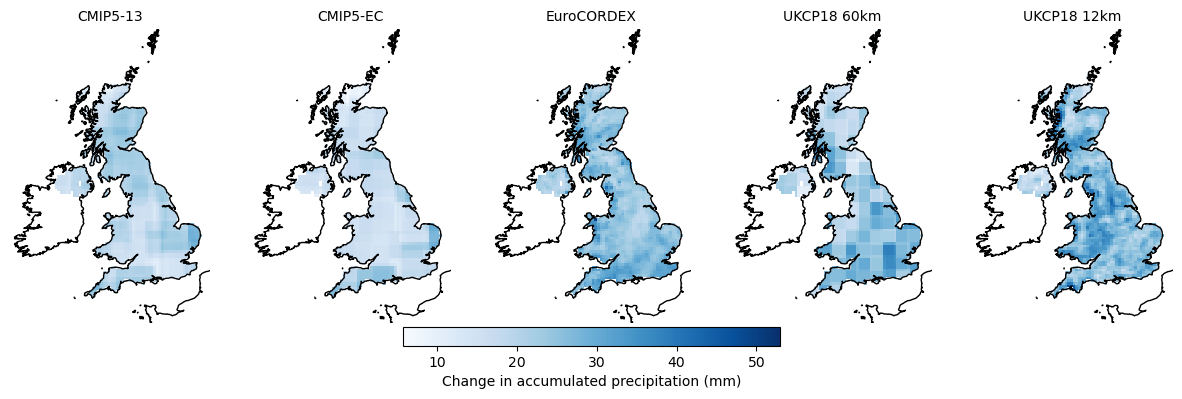 CMIP5-13 CMIP5-EC EuroCORDEX UKCP18 60km UKCP18 12km
10 20 30 40 50
Change in accumulated precipitation (mm)